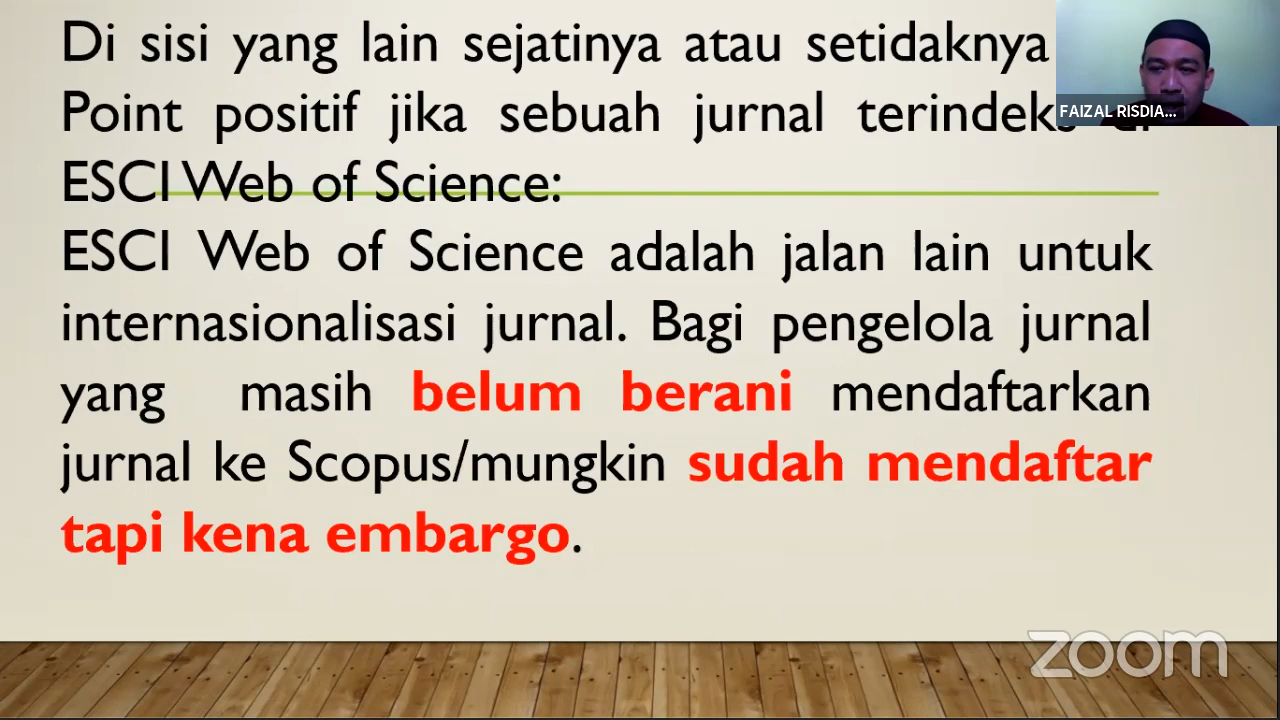 Di sisi yang lain sejatinya atau setidaknya
Point positif jika sebuah jurnal terindeks di
ESCI Web of Science:
ESCI Web of Science adalah jalan lain untuk
internasionalisasi jurnal. Bagi pengelola jurnal
yang masih belum berani mendaftarkan
jurnal ke Scopus/mungkin sudah mendaftar
tapi kena embargo.
FAIZAL RISDIA...
zoom